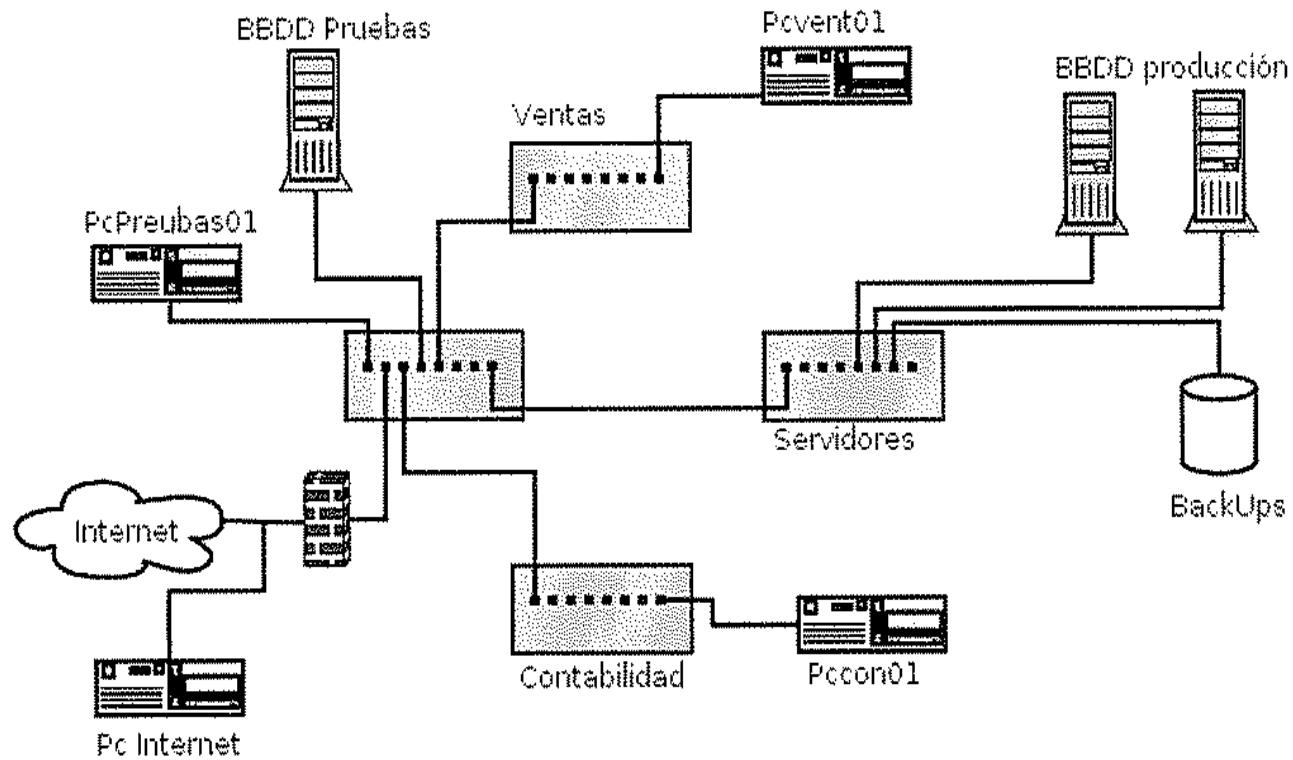 BBDD Pruebas
Pcvent01
BBDD producción
Ventas
PcPreubas01
Servidores
BackUps
Internet
Contabilidad
Pccon01
Pc Internet